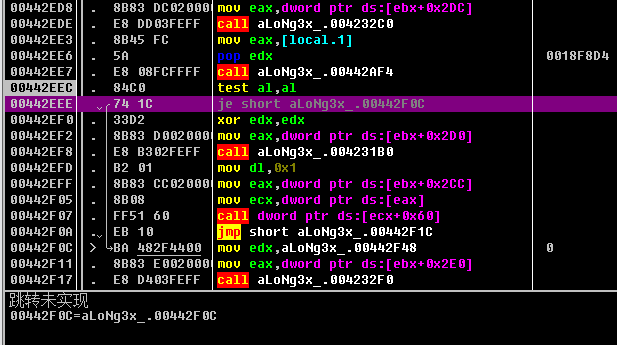 00442ED8 . 8B83 DC020000 mov eax,dword ptr ds:[ebx+0x2DC]
00442EDE . E8 DD03FEFF call aLoNg3x_.004232C0
00442EE3 . 8B45 FC mov eax,[local.1]
00442EE6 . 5A pop edx 0018F8D4
00442EE7 . E8 08FCFFFF call aLoNg3x_.00442AF4
00442EEC . 84C0 test al,al
00442EEE . 74 1C je short aLoNg3x_.00442F0C
00442EF0 . 33D2 xor edx,edx
00442EF2 . 8B83 D0020000 mov eax,dword ptr ds:[ebx+0x2D0]
00442EF8 . E8 B302FEFF call aLoNg3x_.004231B0
00442EFD . B2 01 mov dl,0x1
00442EFF . 8B83 CC020000 mov eax,dword ptr ds:[ebx+0x2CC]
00442F05 . 8B08 mov ecx,dword ptr ds:[eax]
00442F07 . FF51 60 call dword ptr ds:[ecx+0x60]
00442F0A . EB 10 jmp short aLoNg3x_.00442F1C
00442F0C > BA 482F4400 mov edx,aLoNg3x_.00442F48 0
00442F11 . 8B83 E0020000 mov eax,dword ptr ds:[ebx+0x2E0]
00442F17 . E8 D403FEFF call aLoNg3x_.004232F0
跳转未实现
00442F0C=aLoNg3x_.00442F0C